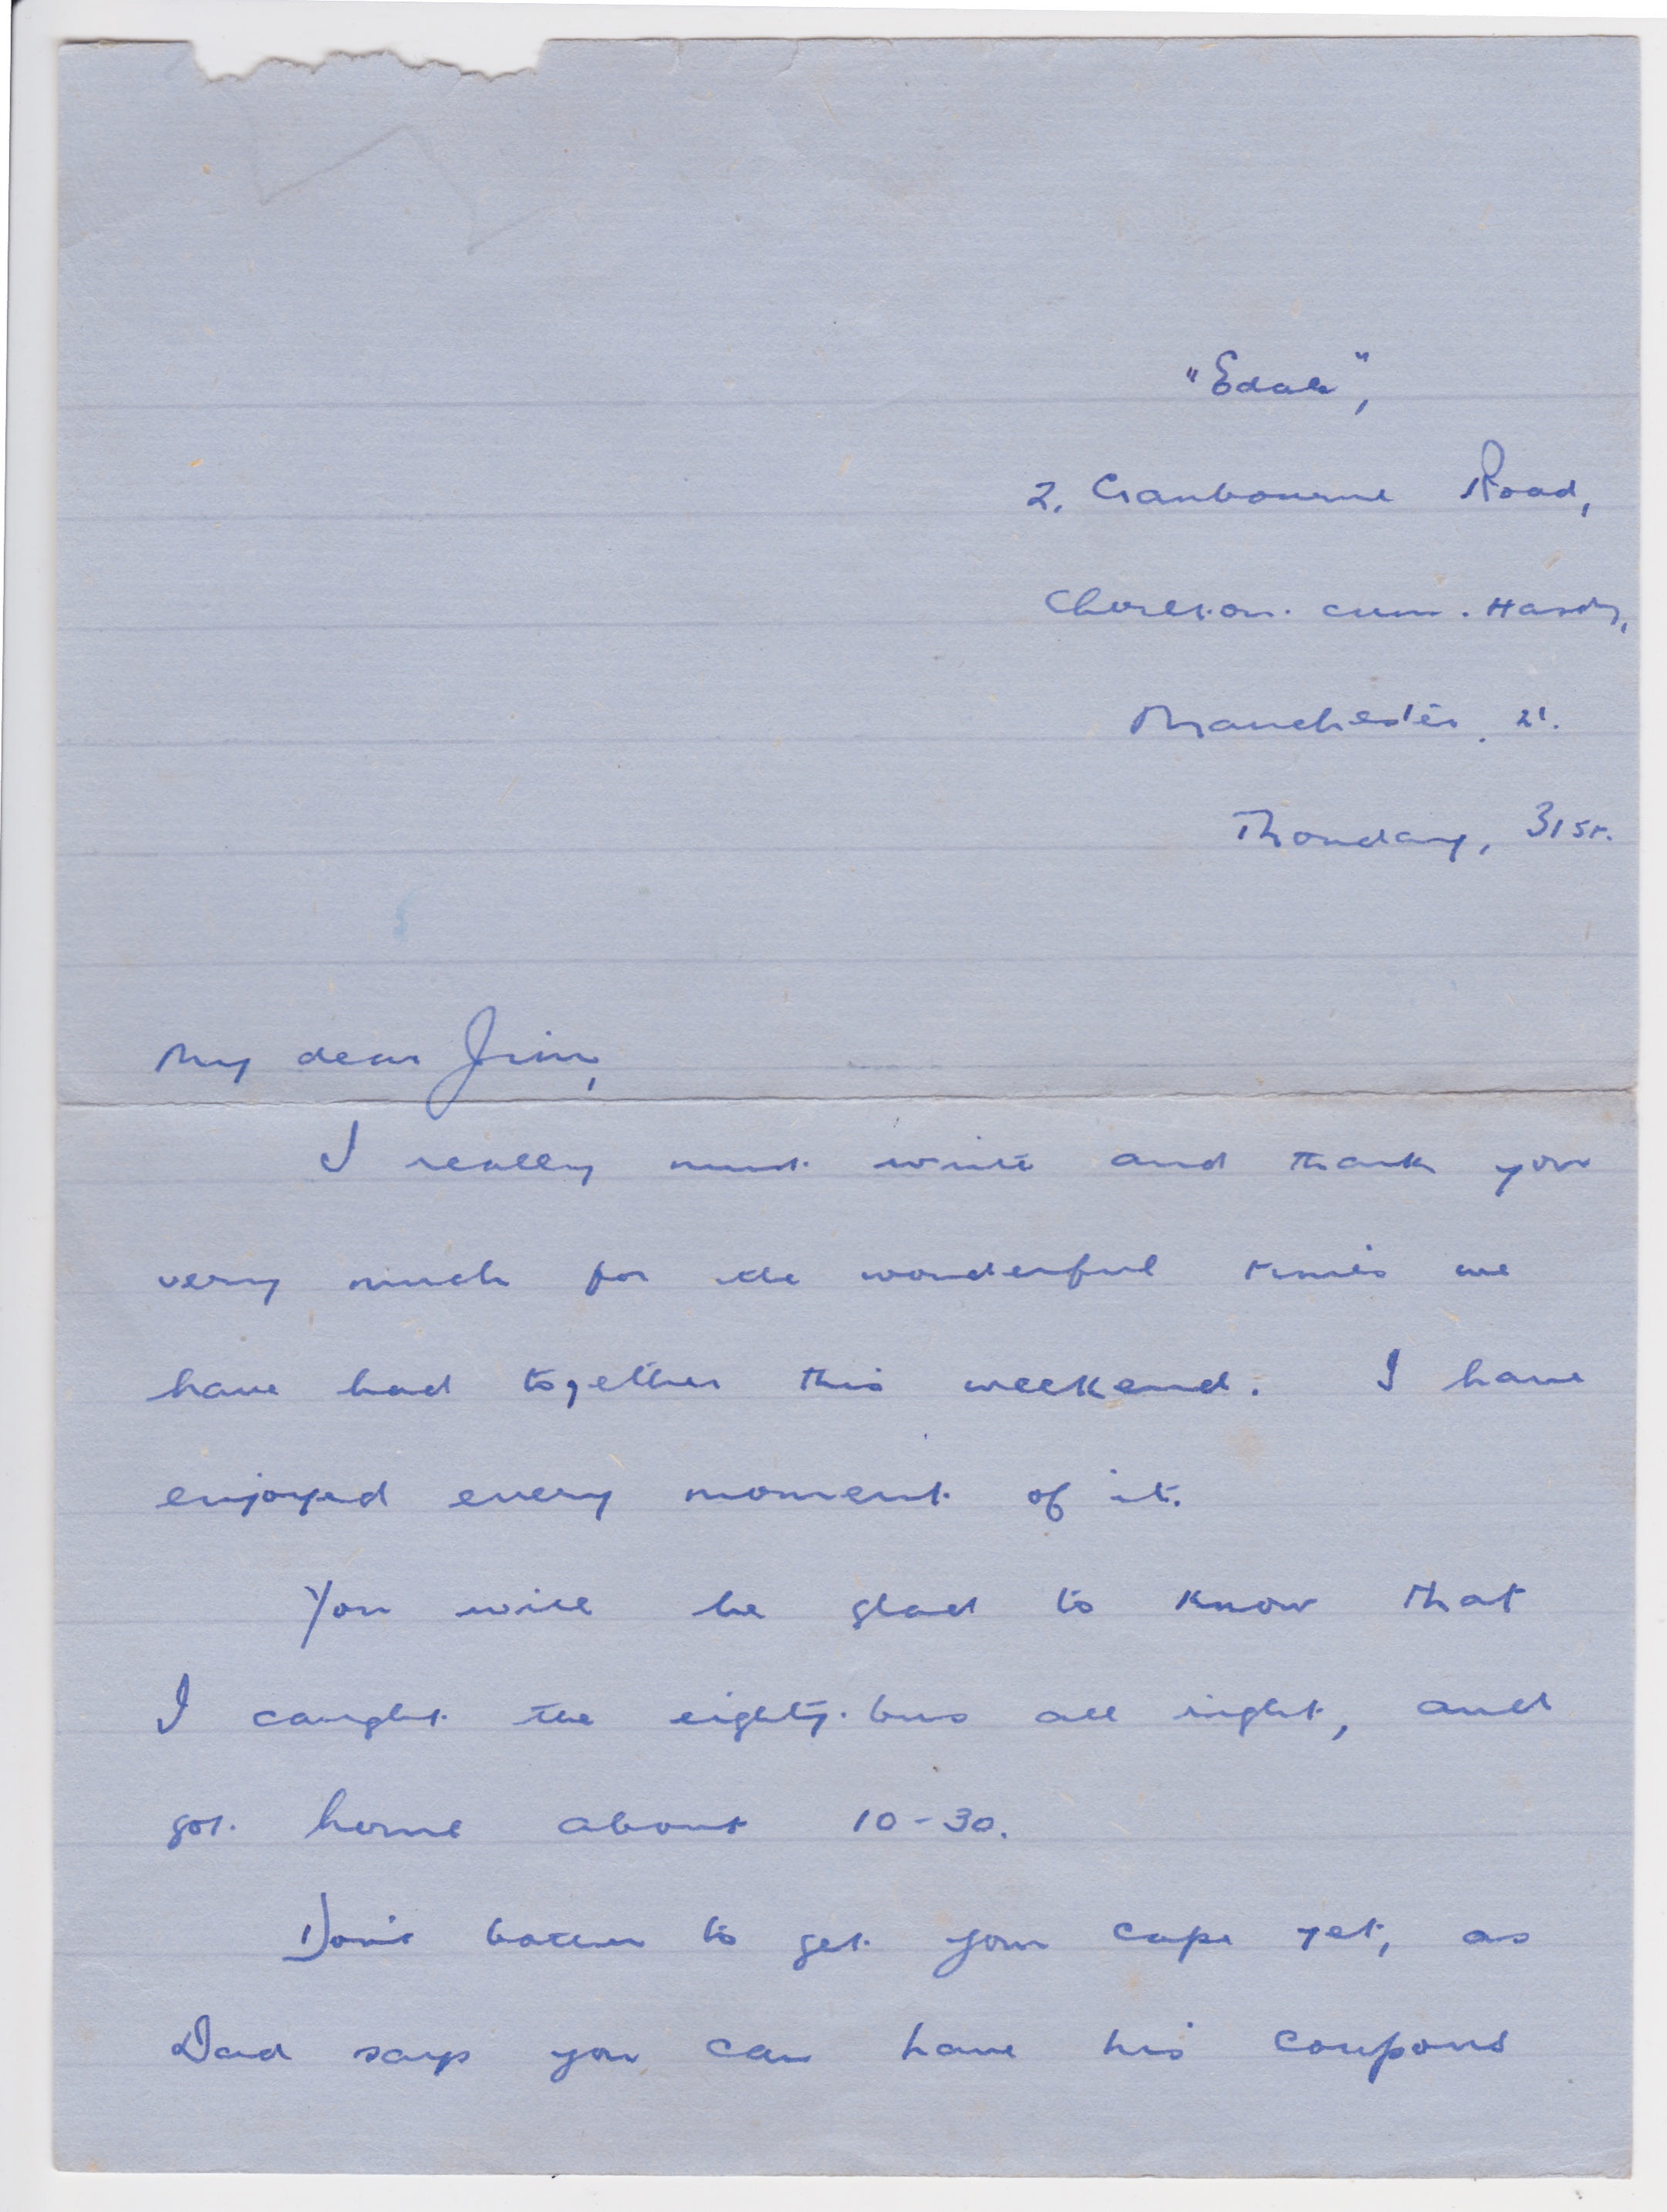 "Edale",
2, Cranbourne Road,
Chorlton-cum-Hardy,
Manchester. 21.
Monday, 31st.
My dear Jim,
I really must write and thank you
very much for the wonderful times we
have had together this weekend. I have
enjoyed every moment of it.
You will be glad to know that
I caught the eighty-bus all right, and
got home about 10-30.
Don't bother to get your cape yet, as
Dad says you can have his coupons